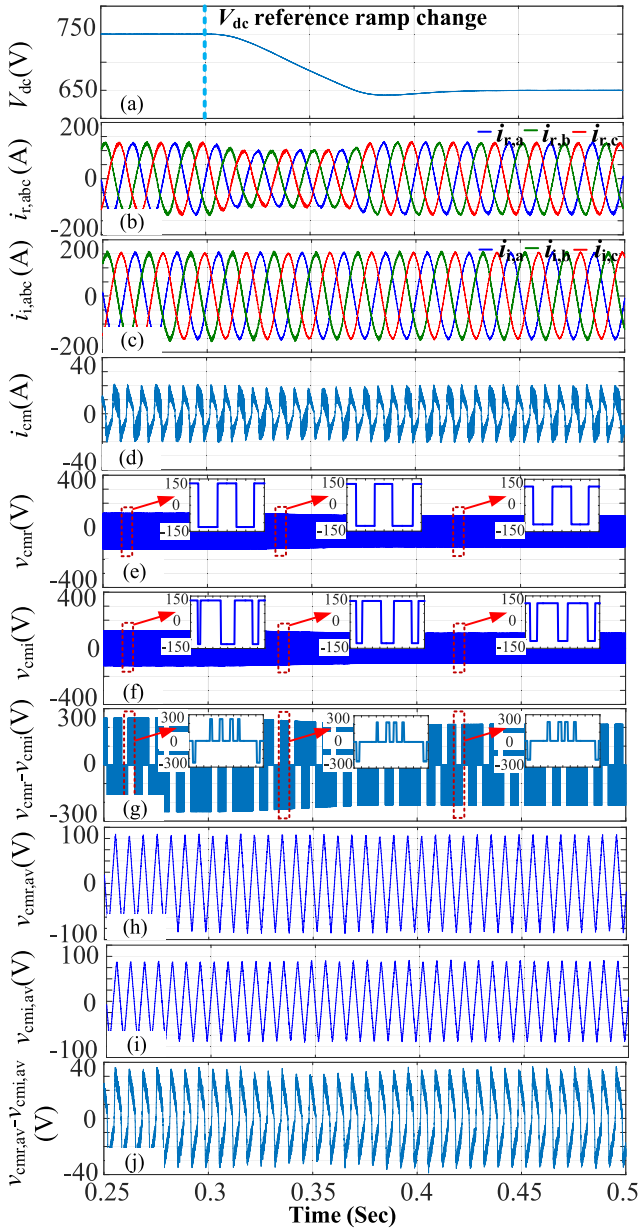 V_dc reference ramp change
750
650
V_dc(V)
(a)
200
0
-200
i_r,abc (A)
i_r,a i_r,b i_r,c
(b)
200
0
-200
i_i,abc (A)
i_i,a i_i,b i_i,c
(c)
40
0
-40
i_cm(A)
(d)
400
0
-400
v_cmr(V)
150
0
-150
150
0
-150
150
0
-150
(e)
400
0
-400
v_cmi(V)
150
0
-150
150
0
-150
150
0
-150
(f)
300
0
-300
v_cmr-v_cmi(V)
300
0
-300
300
0
-300
300
0
-300
(g)
100
0
-100
v_cmr,av(V)
(h)
100
0
-100
v_cmi,av(V)
(i)
40
0
-40
v_cmr,av-v_cmi,av
(V)
(j)
0.25 0.3 0.35 0.4 0.45 0.5
Time (Sec)